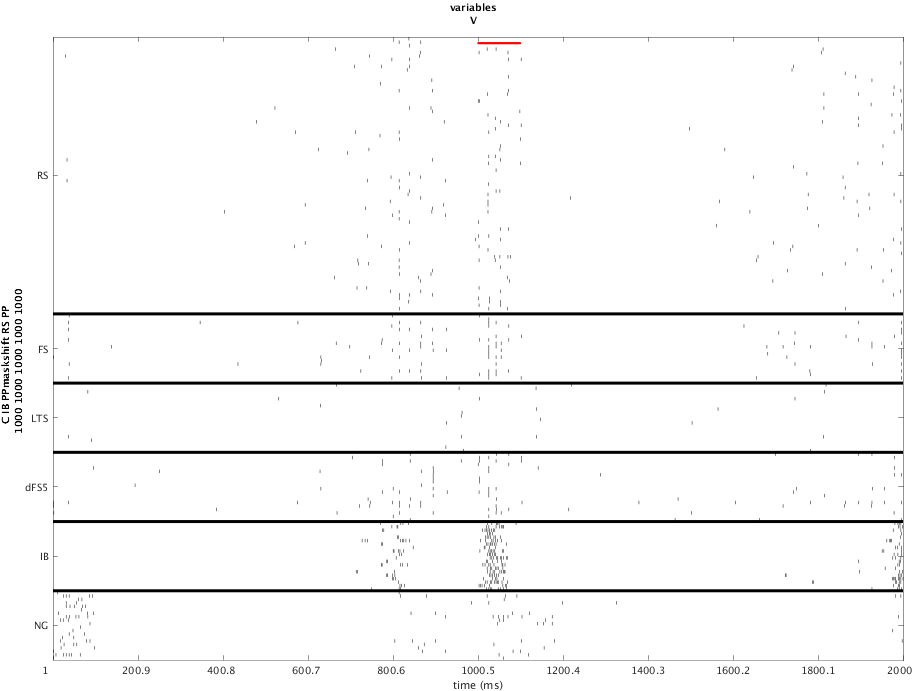 variables
V
RS
FS
LTS
dFS5
IB
NG
C IB PPmaskshift RS PP
1000 1000 1000 1000 1000
1 200.9 400.8 600.7 800.6 1000.5 1200.4 1400.3 1600.2 1800.1 2000
time (ms)